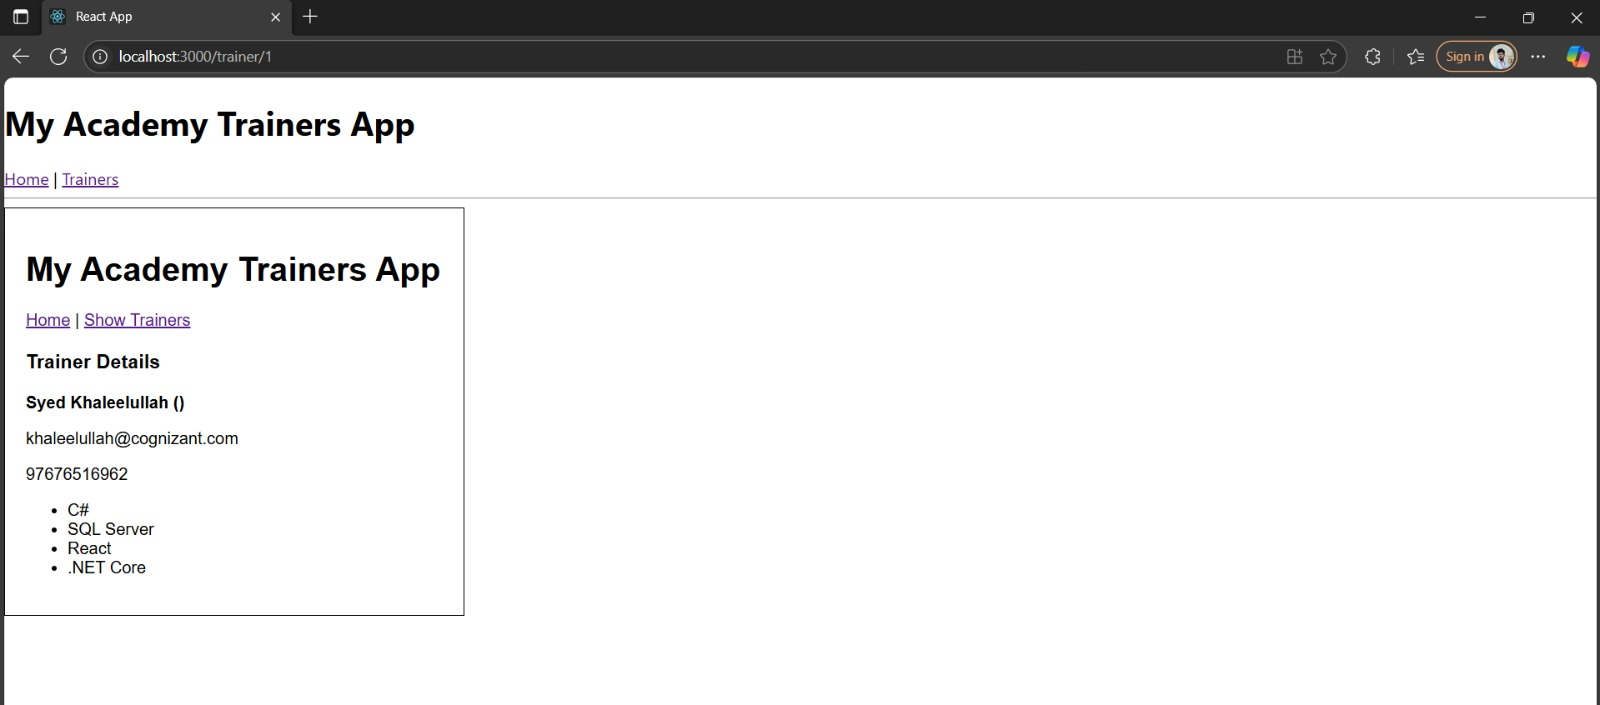 React App
localhost:3000/trainer/1
Sign in
My Academy Trainers App
Home | Trainers
My Academy Trainers App
Home | Show Trainers
Trainer Details
Syed Khaleelullah ()
khaleelullah@cognizant.com
97676516962
C#
SQL Server
React
.NET Core